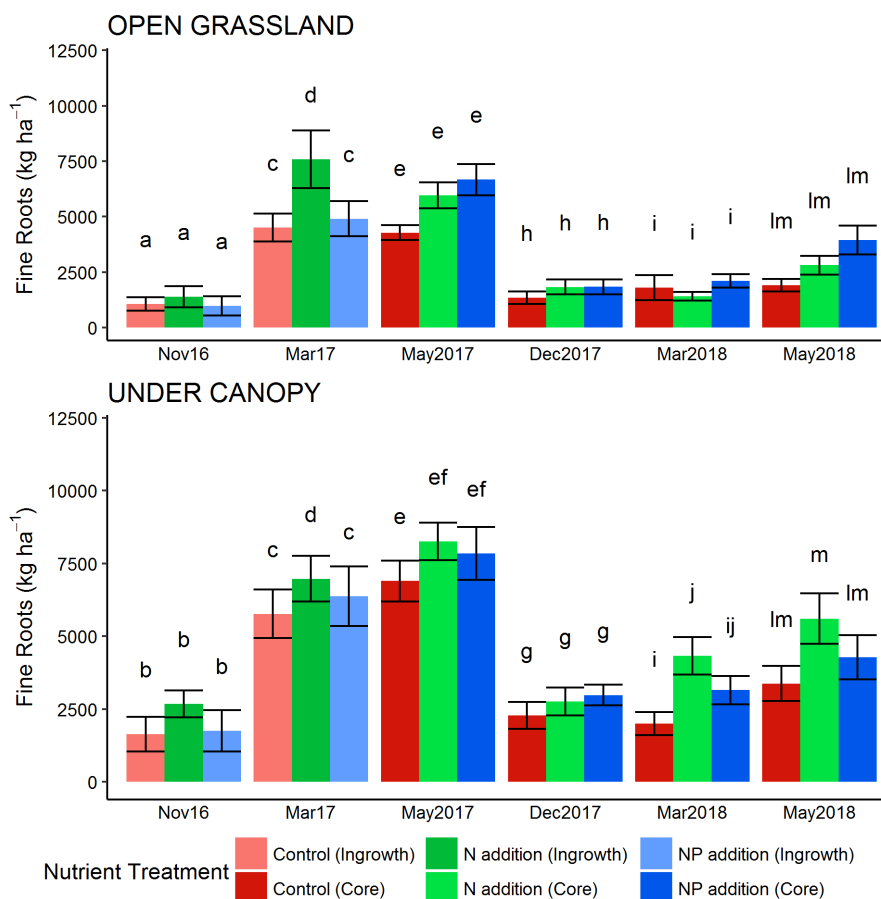 OPEN GRASSLAND
12500
10000
7500
5000
2500
0
Fine Roots (kg ha⁻¹)
a a a
c d c
e e e
h h h
i i i
lm lm lm
Nov16 Mar17 May2017 Dec2017 Mar2018 May2018
UNDER CANOPY
12500
10000
7500
5000
2500
0
Fine Roots (kg ha⁻¹)
b b b
c d c
e ef ef
g g g
i j ij
lm m lm
Nov16 Mar17 May2017 Dec2017 Mar2018 May2018
Nutrient Treatment
Control (Ingrowth) N addition (Ingrowth) NP addition (Ingrowth)
Control (Core) N addition (Core) NP addition (Core)